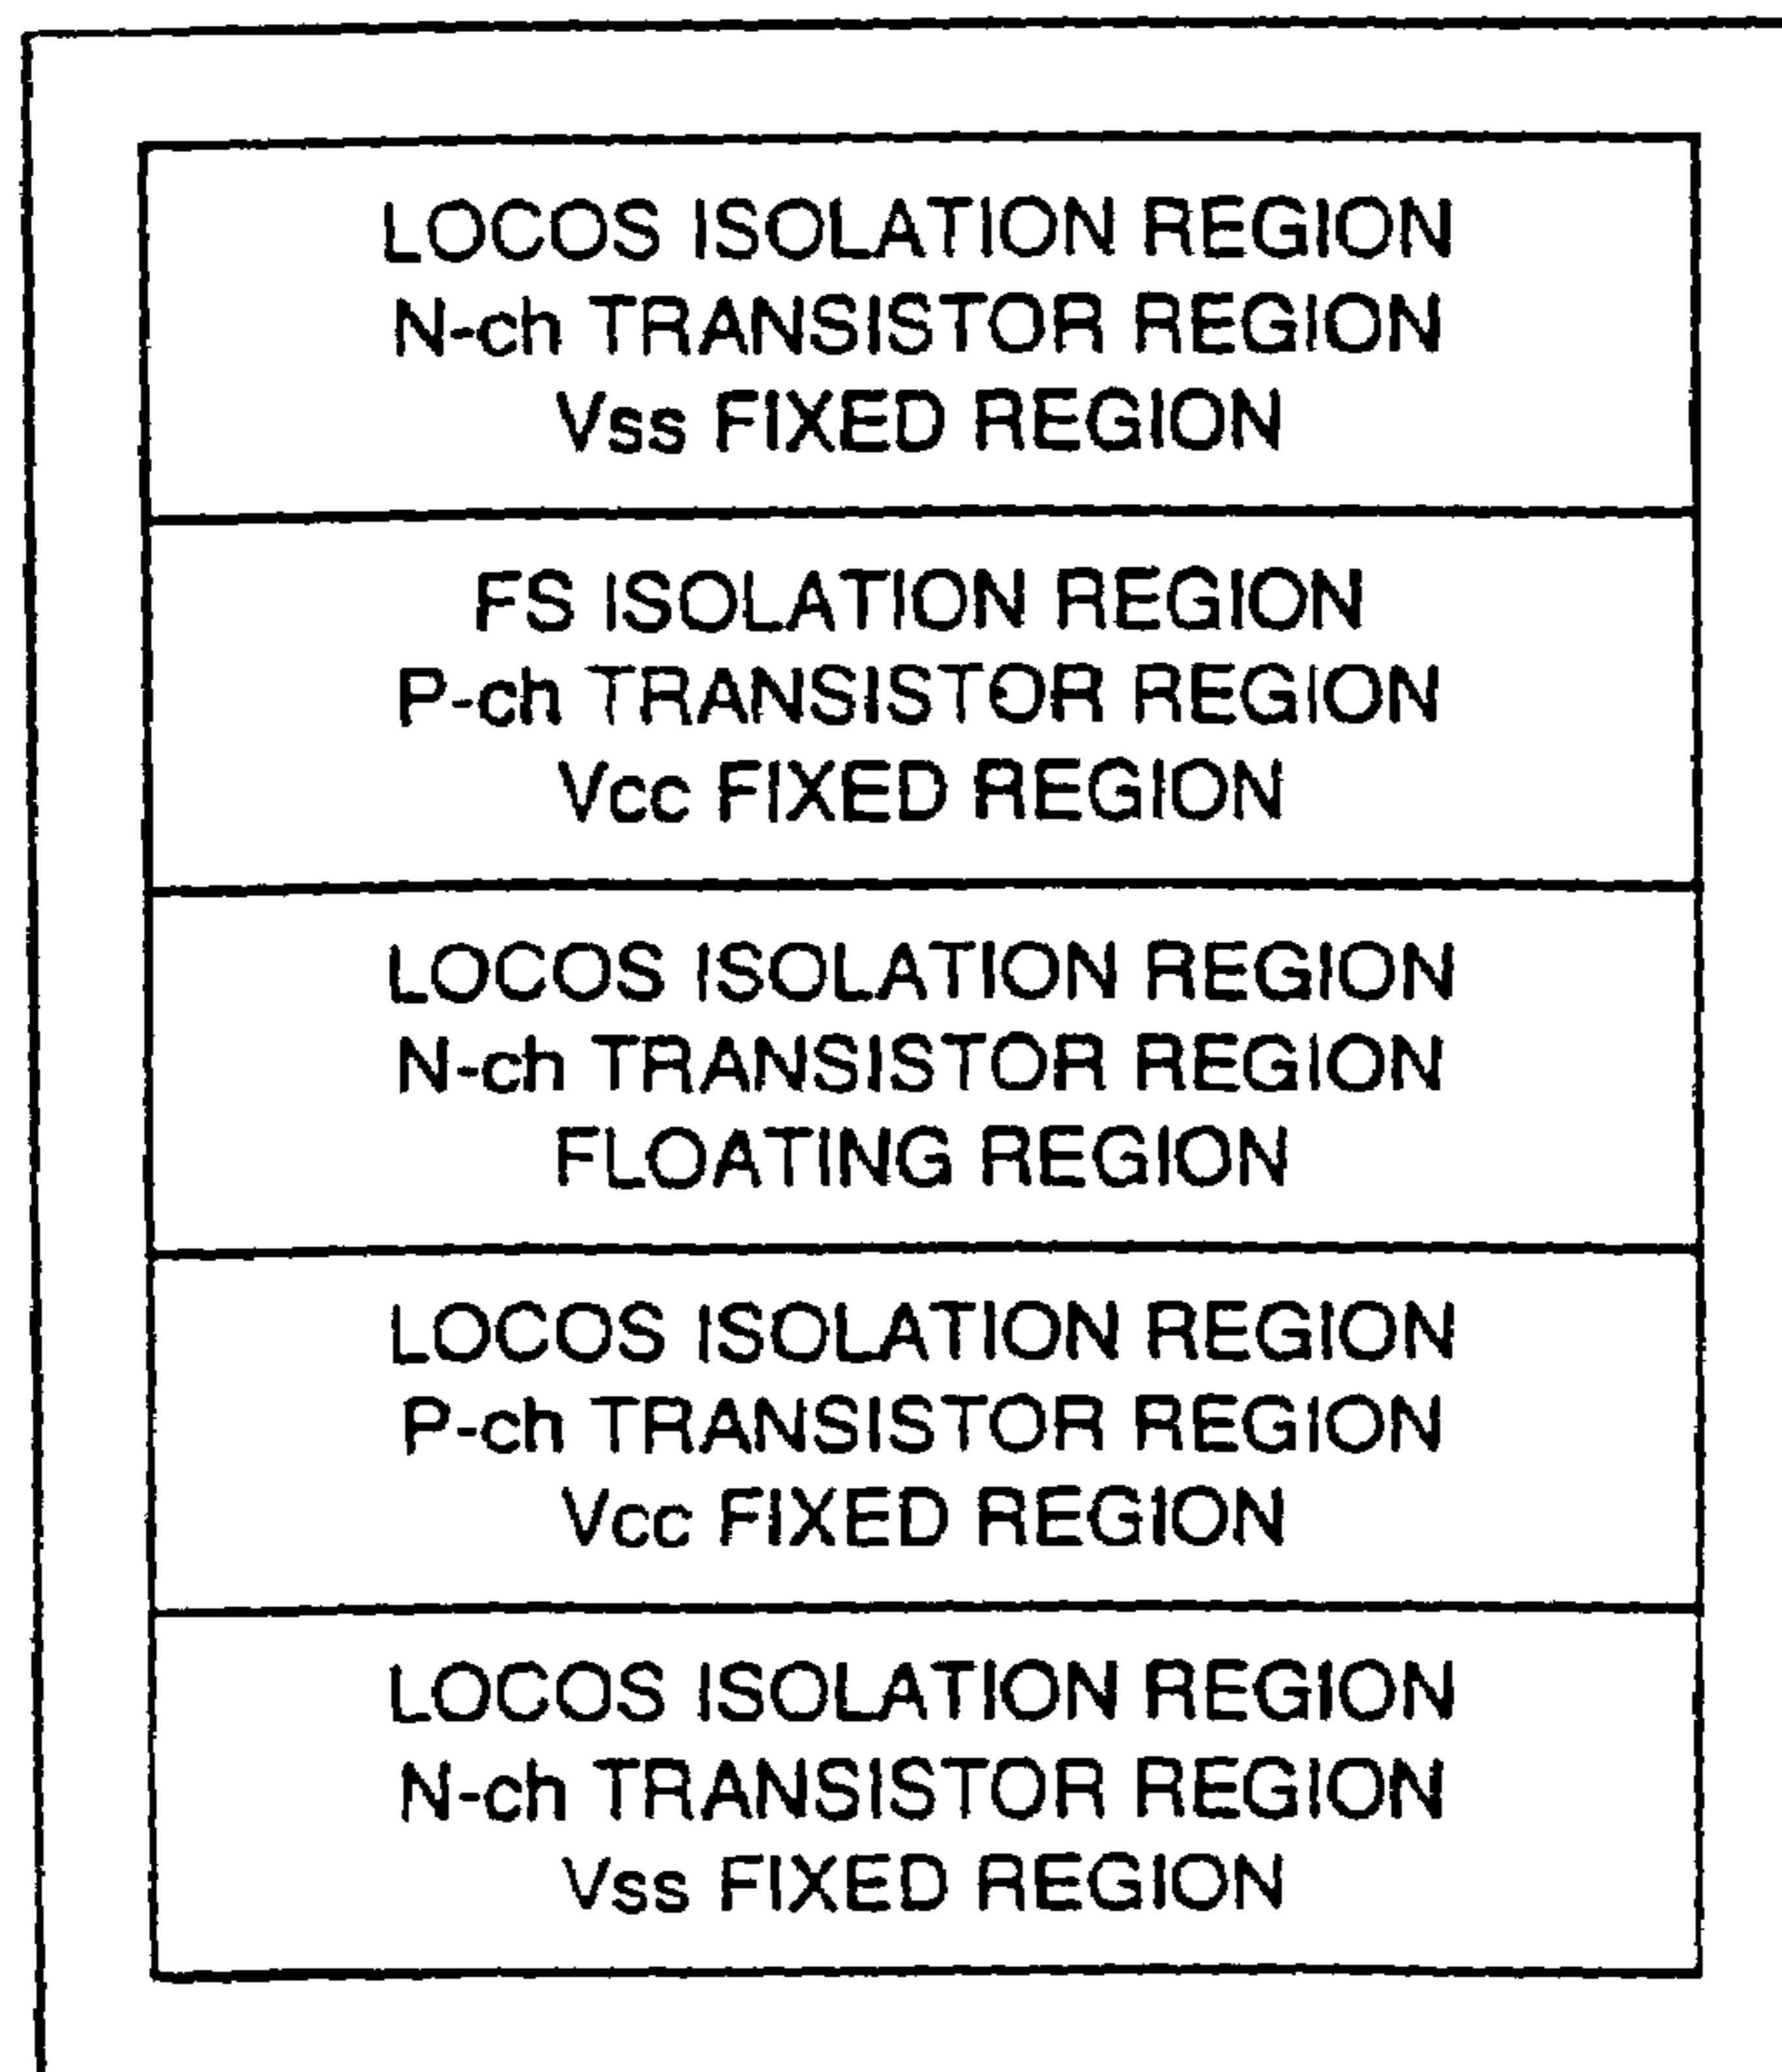 LOCOS ISOLATION REGION
N-ch TRANSISTOR REGION
Vss FIXED REGION
FS ISOLATION REGION
P-ch TRANSISTOR REGION
Vcc FIXED REGION
LOCOS ISOLATION REGION
N-ch TRANSISTOR REGION
FLOATING REGION
LOCOS ISOLATION REGION
P-ch TRANSISTOR REGION
Vcc FIXED REGION
LOCOS ISOLATION REGION
N-ch TRANSISTOR REGION
Vss FIXED REGION